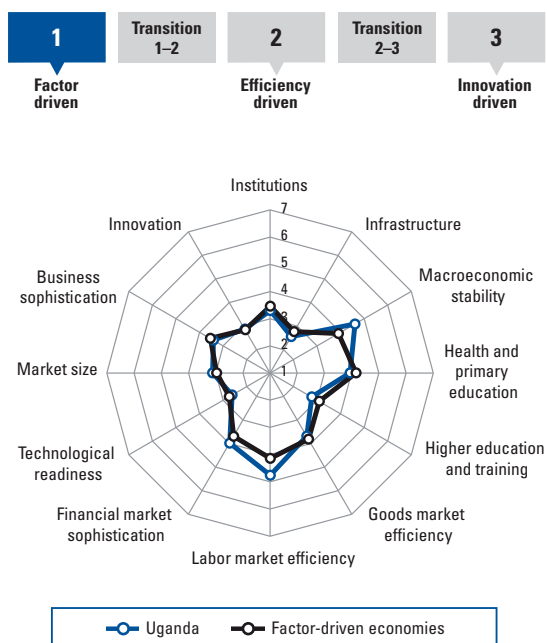 1
Transition
1–2
2
Transition
2–3
3
Factor
driven
Efficiency
driven
Innovation
driven
Institutions
7
6
5
4
3
2
1
Infrastructure
Macroeconomic
stability
Health and
primary
education
Higher education
and training
Goods market
efficiency
Labor market efficiency
Financial market
sophistication
Technological
readiness
Market size
Business
sophistication
Innovation
Uganda
Factor-driven economies